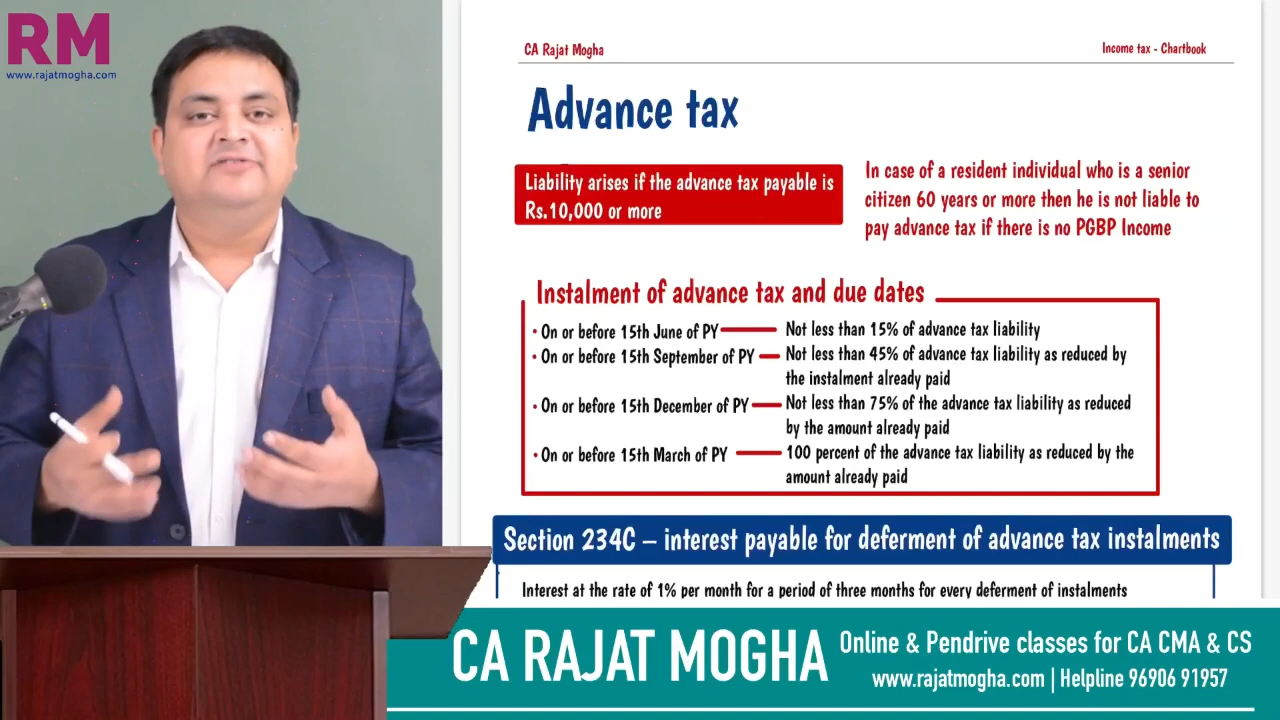 RM
www.rajatmogha.com
CA Rajat Mogha
Income tax - Chartbook
Advance tax
Liability arises if the advance tax payable is
Rs.10,000 or more
In case of a resident individual who is a senior
citizen 60 years or more then he is not liable to
pay advance tax if there is no PGBP Income
Instalment of advance tax and due dates
• On or before 15th June of PY Not less than 15% of advance tax liability
• On or before 15th September of PY Not less than 45% of advance tax liability as reduced by
the instalment already paid
• On or before 15th December of PY Not less than 75% of the advance tax liability as reduced
by the amount already paid
• On or before 15th March of PY 100 percent of the advance tax liability as reduced by the
amount already paid
Section 234C – interest payable for deferment of advance tax instalments
Interest at the rate of 1% per month for a period of three months for every deferment of instalments
CA RAJAT MOGHA
Online & Pendrive classes for CA CMA & CS
www.rajatmogha.com | Helpline 96906 91957